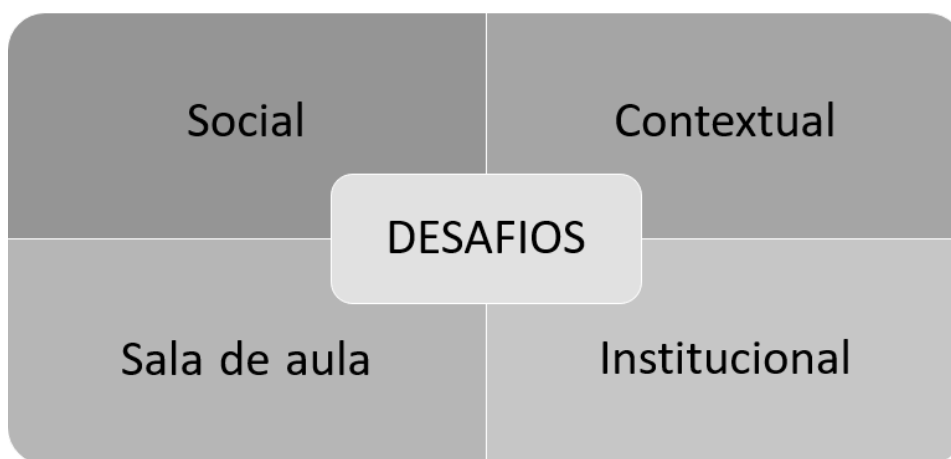 Social
Contextual
DESAFIOS
Sala de aula
Institucional